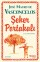 José Mauro de
VASCONCELOS
Şeker
Portakalı